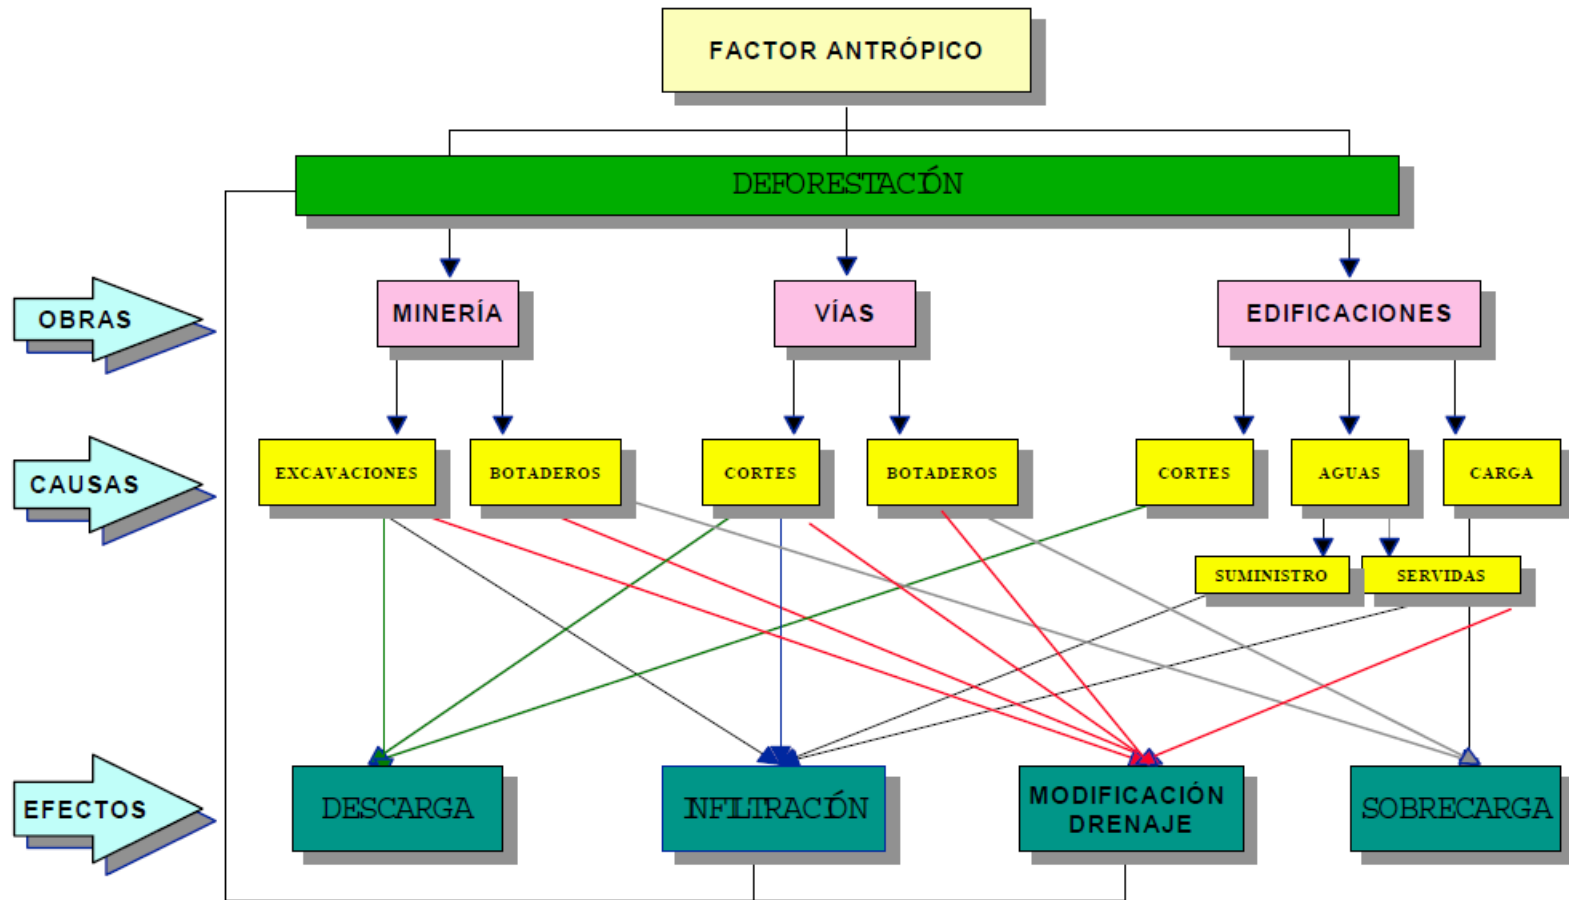 FACTOR ANTRÓPICO
DEFORESTACIÓN
OBRAS
MINERÍA
VÍAS
EDIFICACIONES
CAUSAS
EXCAVACIONES
BOTADEROS
CORTES
BOTADEROS
CORTES
AGUAS
CARGA
SUMINISTRO
SERVIDAS
EFECTOS
DESCARGA
INFILTRACIÓN
MODIFICACIÓN
DRENAJE
SOBRECARGA